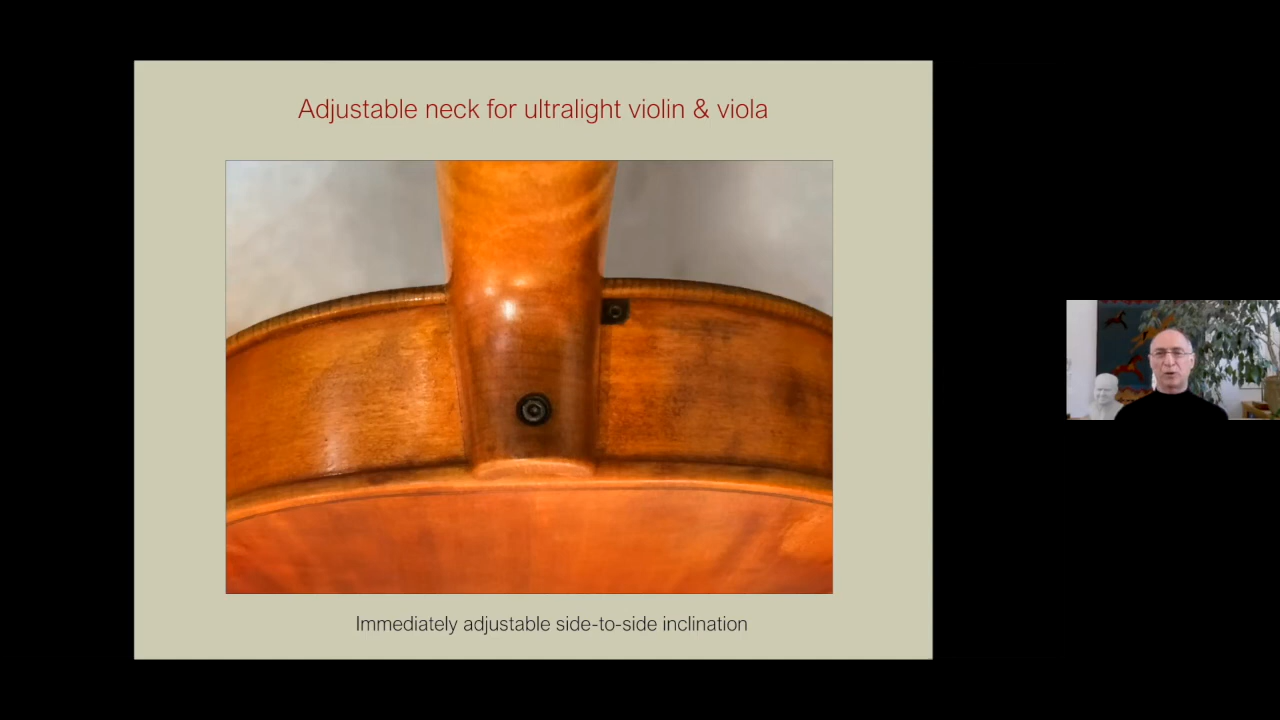 Adjustable neck for ultralight violin & viola
Immediately adjustable side-to-side inclination